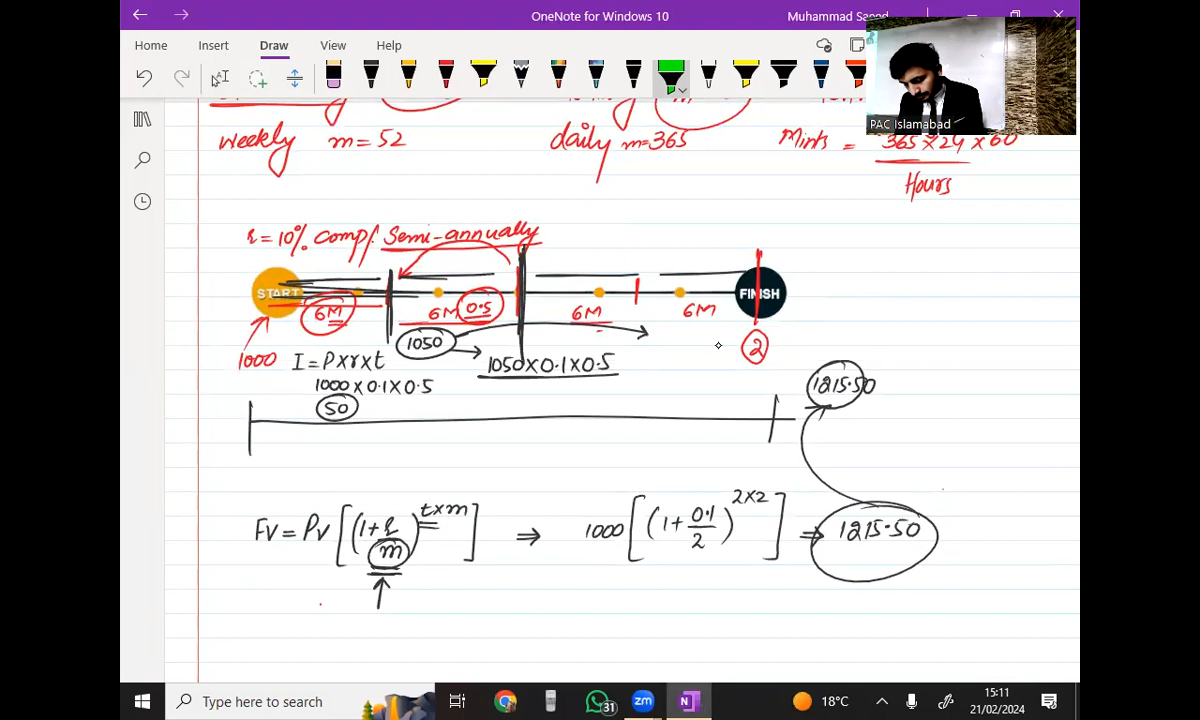 OneNote for Windows 10
Muhammad Saeed
Home Insert Draw View Help
PAC Islamabad
weekly m = 52
daily m=365
Mints = 365 × 24 × 60
Hours
r = 10% Comp/ Semi-annually
START
FINISH
6M 6M 0.5 6M 6M
1000
I = P x r x t
1050
1050 x 0.1 x 0.5
2
1000 x 0.1 x 0.5
50
1215.50
FV = PV [(1+ r/m)^t×m] ⇒ 1000 [(1+ 0.1/2)^2×2] ⇒ 1215.50
Type here to search
31
zm
N
18°C
15:11
21/02/2024